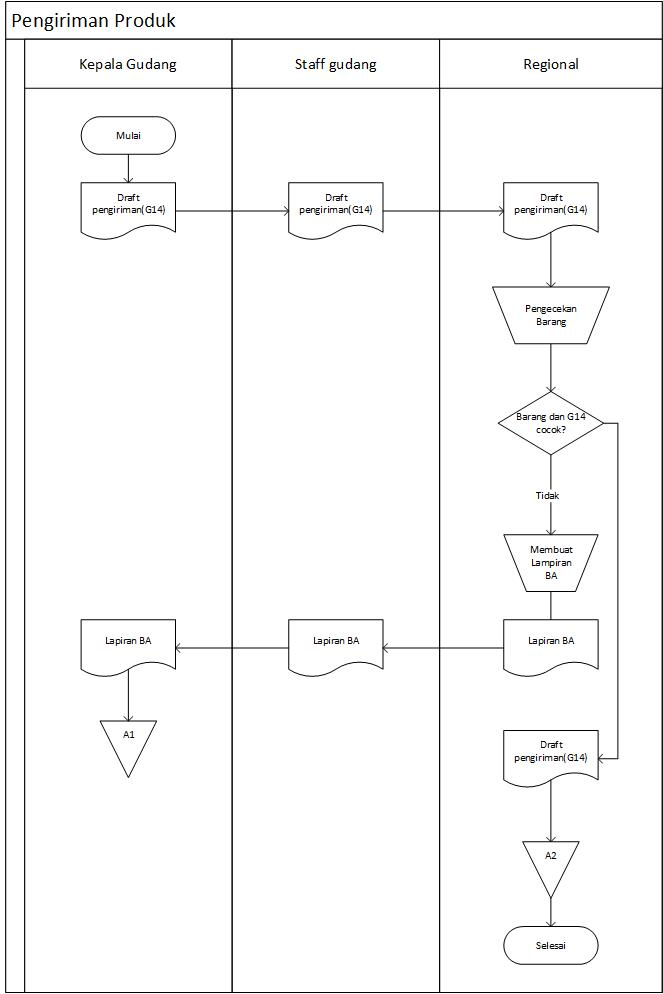 Pengiriman Produk
Kepala Gudang
Staff gudang
Regional
Mulai
Draft
pengiriman(G14)
Draft
pengiriman(G14)
Draft
pengiriman(G14)
Pengecekan
Barang
Barang dan G14
cocok?
Tidak
Membuat
Lampiran
BA
Lapiran BA
Lapiran BA
Lapiran BA
A1
Draft
pengiriman(G14)
A2
Selesai